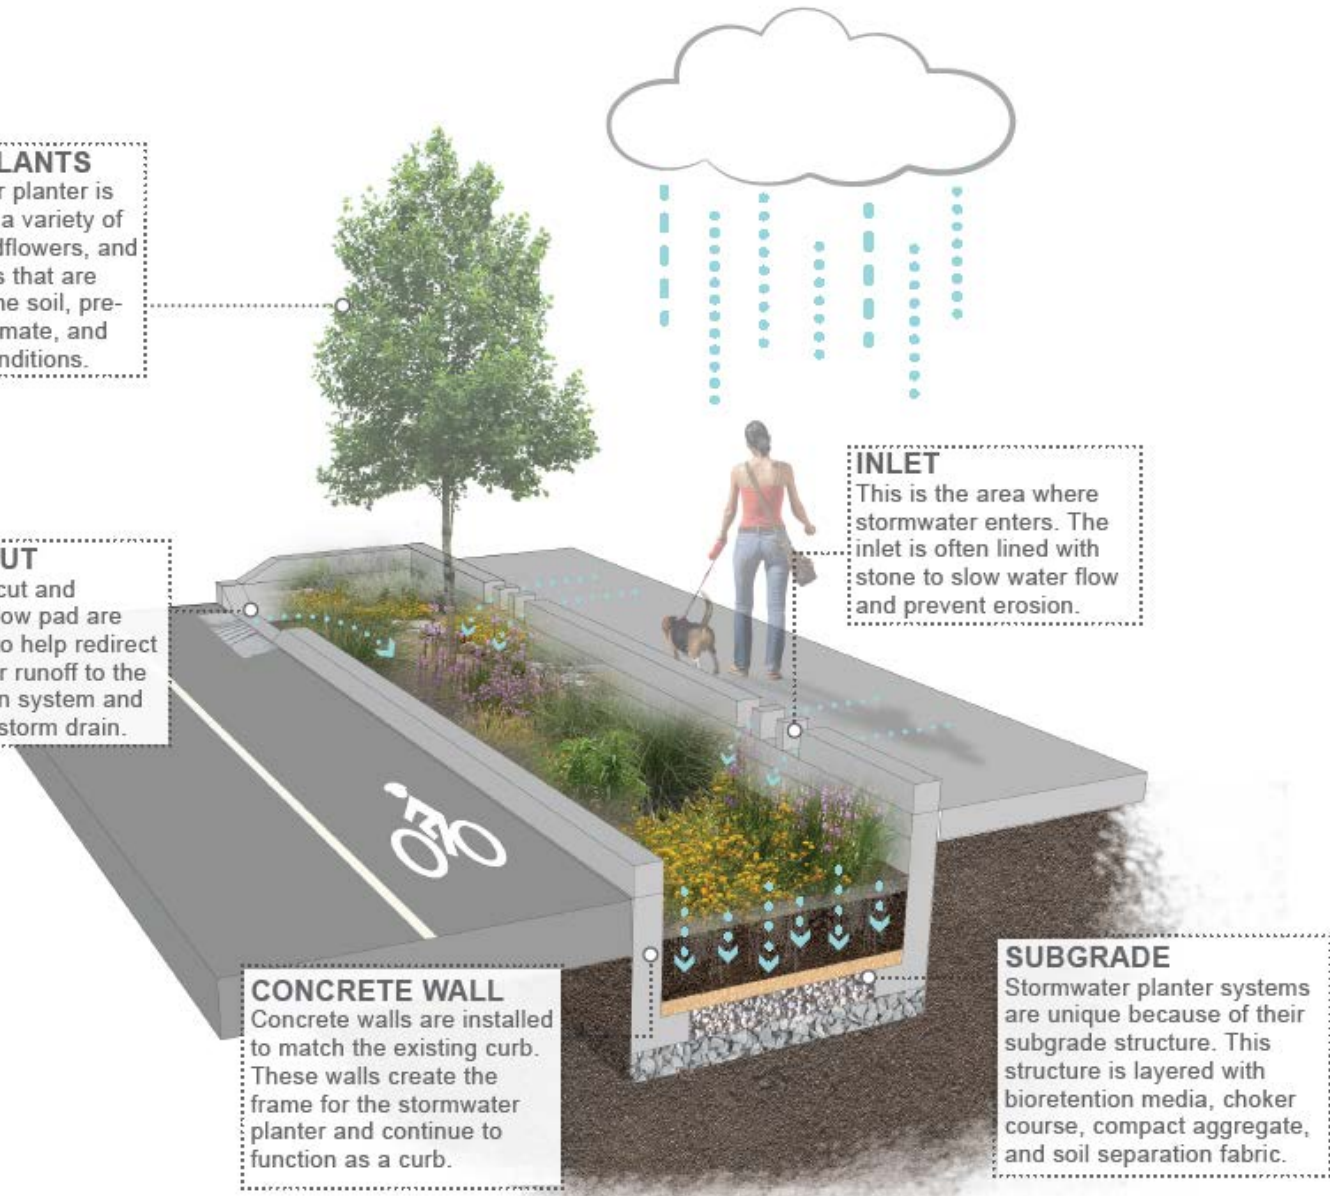 LANTS
r planter is
a variety of
dflowers, and
s that are
ne soil, pre-
mate, and
nditions.
UT
cut and
ow pad are
o help redirect
r runoff to the
n system and
storm drain.
INLET
This is the area where
stormwater enters. The
inlet is often lined with
stone to slow water flow
and prevent erosion.
CONCRETE WALL
Concrete walls are installed
to match the existing curb.
These walls create the
frame for the stormwater
planter and continue to
function as a curb.
SUBGRADE
Stormwater planter systems
are unique because of their
subgrade structure. This
structure is layered with
bioretention media, choker
course, compact aggregate,
and soil separation fabric.